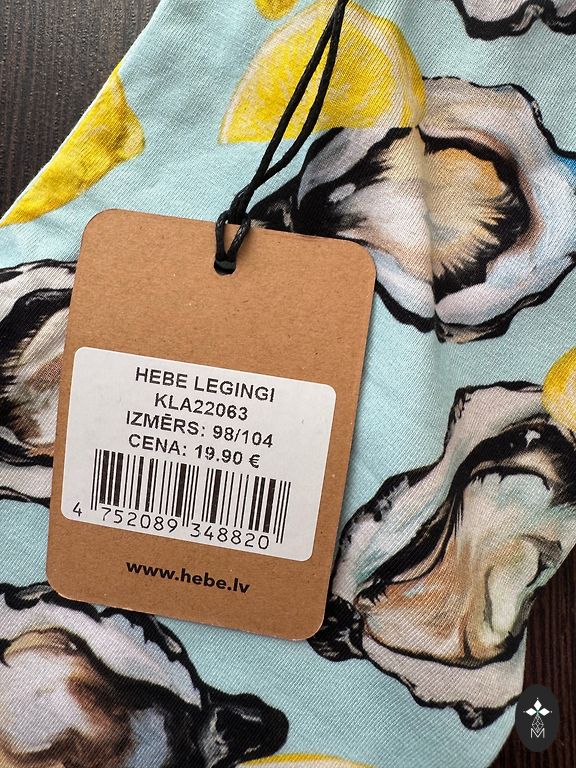 HEBE LEGINGI
KLA22063
IZMĒRS: 98/104
CENA: 19.90 €
4 752089 348820
www.hebe.lv